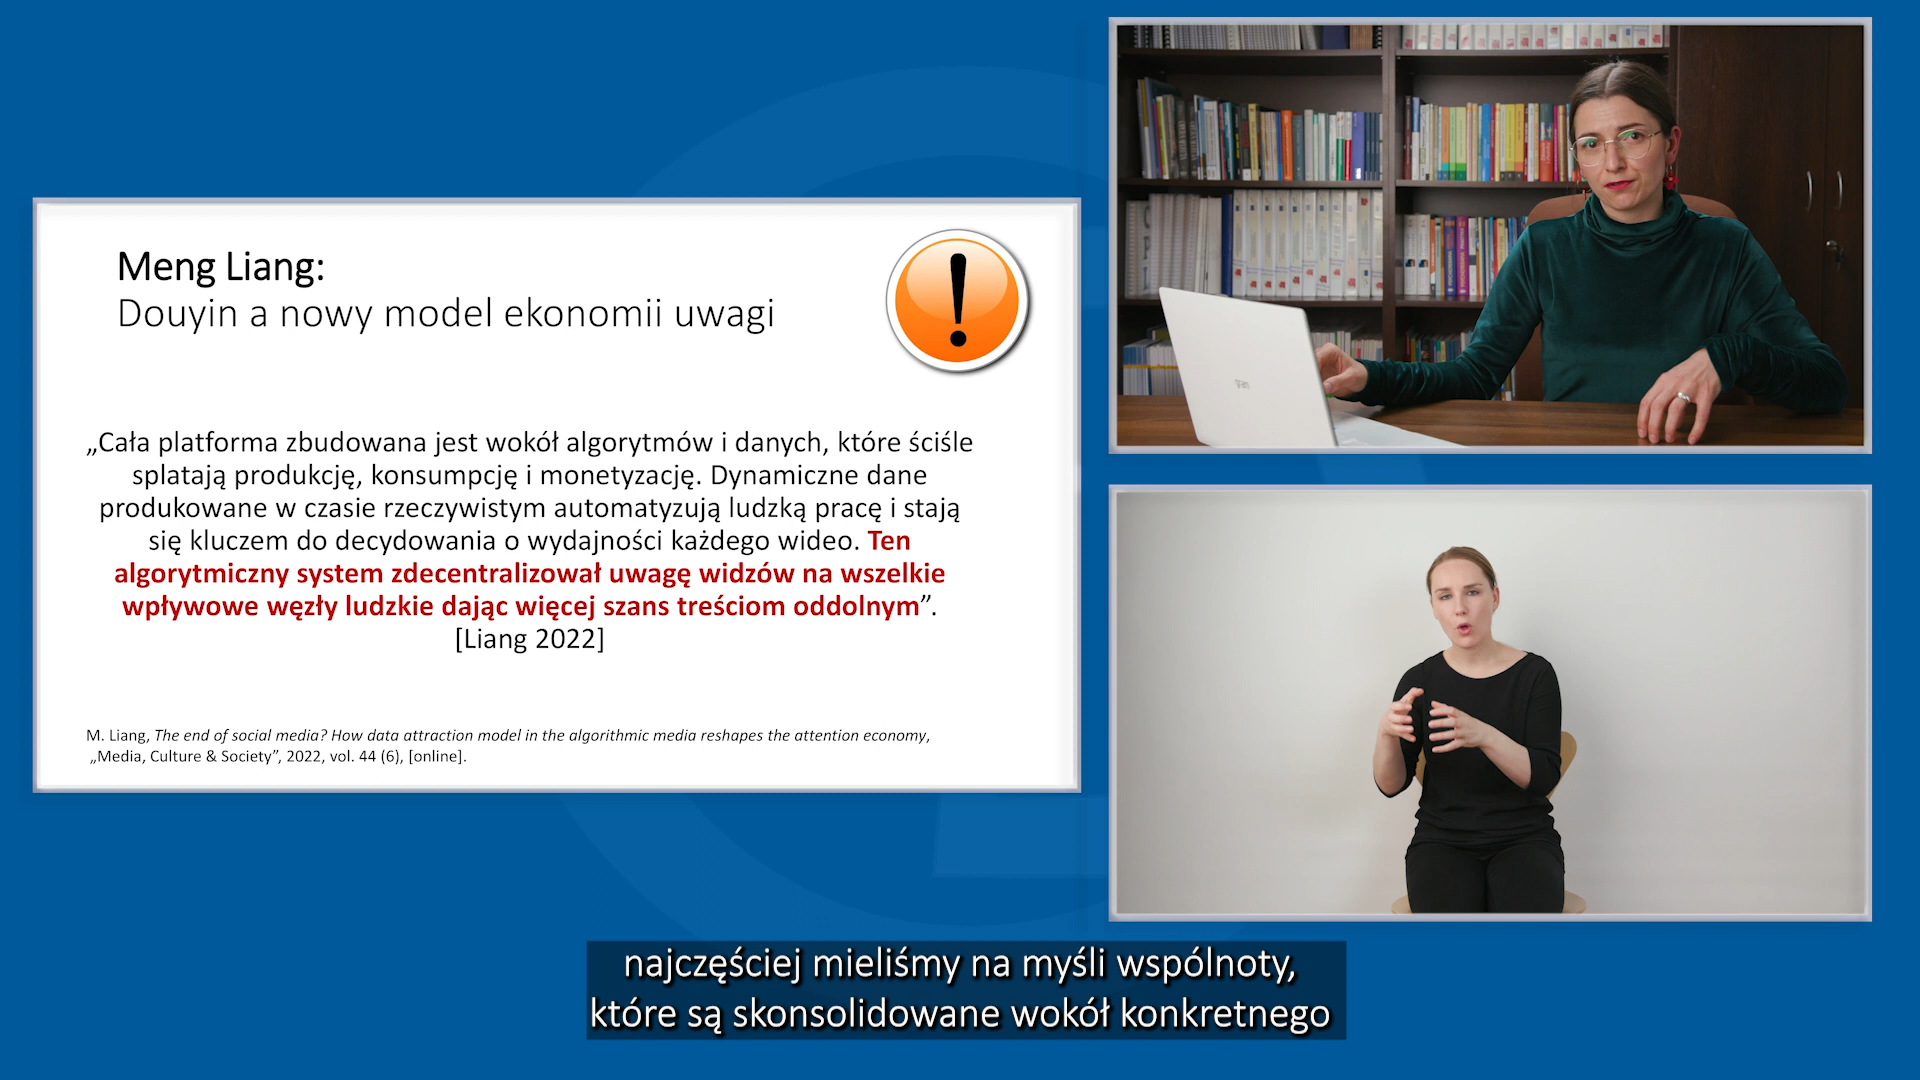 Meng Liang:
Douyin a nowy model ekonomii uwagi
„Cała platforma zbudowana jest wokół algorytmów i danych, które ściśle
splatają produkcję, konsumpcję i monetyzację. Dynamiczne dane
produkowane w czasie rzeczywistym automatyzują ludzką pracę i stają
się kluczem do decydowania o wydajności każdego wideo. Ten
algorytmiczny system zdecentralizował uwagę widzów na wszelkie
wpływowe węzły ludzkie dając więcej szans treściom oddolnym”.
[Liang 2022]
M. Liang, The end of social media? How data attraction model in the algorithmic media reshapes the attention economy,
„Media, Culture & Society”, 2022, vol. 44 (6), [online].
gram
najczęściej mieliśmy na myśli wspólnoty,
które są skonsolidowane wokół konkretnego